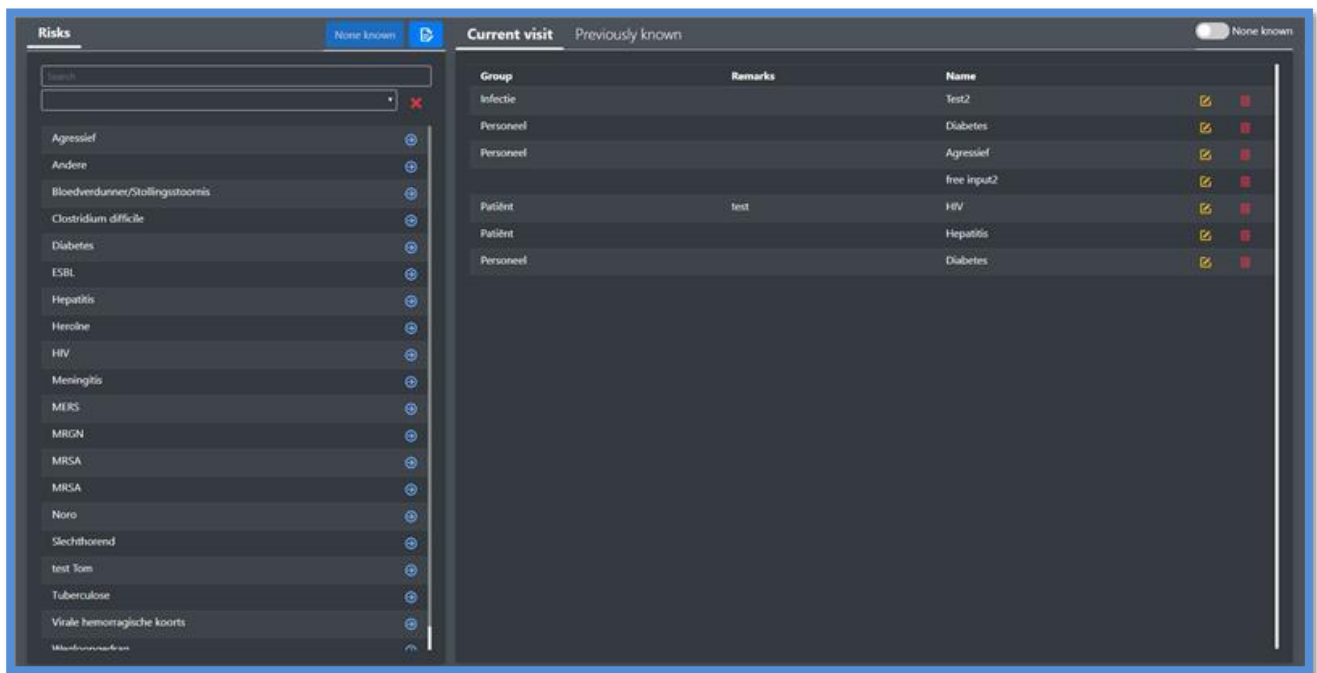 Risks
None known
Search
Agressief
Andere
Bloedverdunner/Stollingsstoornis
Clostridium difficile
Diabetes
ESBL
Hepatitis
Heroïne
HIV
Meningitis
MERS
MRGN
MRSA
MRSA
Noro
Slechthorend
test Tom
Tuberculose
Virale hemorragische koorts
Current visit Previously known
None known
Group Remarks Name
Infectie Test2
Personeel Diabetes
Personeel Agressief
free input2
Patiënt test HIV
Patiënt Hepatitis
Personeel Diabetes